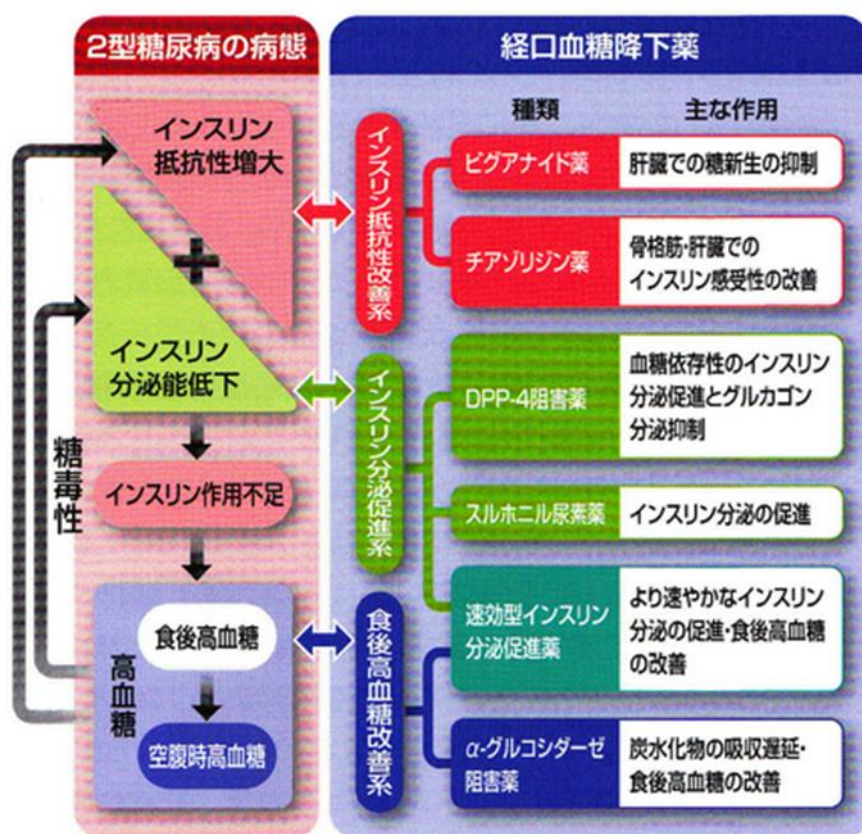 2型糖尿病の病態
インスリン
抵抗性増大
+
インスリン
分泌能低下
インスリン作用不足
糖毒性
高血糖
食後高血糖
空腹時高血糖
経口血糖降下薬
種類
主な作用
インスリン抵抗性改善系
ビグアナイド薬
肝臓での糖新生の抑制
チアゾリジン薬
骨格筋・肝臓での
インスリン感受性の改善
インスリン分泌促進系
DPP-4阻害薬
血糖依存性のインスリン
分泌促進とグルカゴン
分泌抑制
スルホニル尿素薬
インスリン分泌の促進
速効型インスリン
分泌促進薬
より速やかなインスリン
分泌の促進・食後高血糖
の改善
食後高血糖改善系
α-グルコシダーゼ
阻害薬
炭水化物の吸収遅延・
食後高血糖の改善